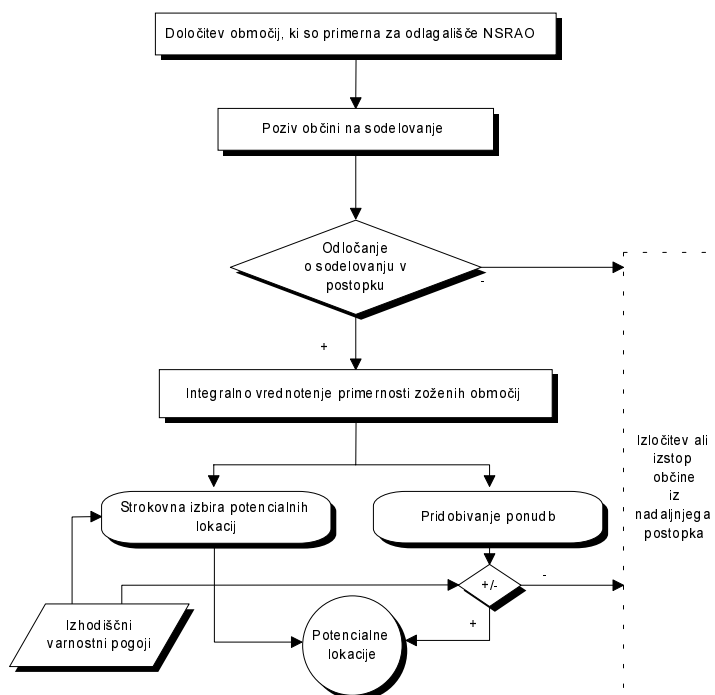 Določitev območij, ki so primerna za odlagališče NSRAO
Poziv občini na sodelovanje
Odločanje
o sodelovanju v
postopku
-
+
Integralno vrednotenje primernosti zoženih območij
Izločitev ali
izstop
občine
iz
nadaljnjega
postopka
Strokovna izbira potencialnih
lokacij
Pridobivanje ponudb
+/-
-
+
Izhodiščni
varnostni pogoji
Potencialne
lokacije